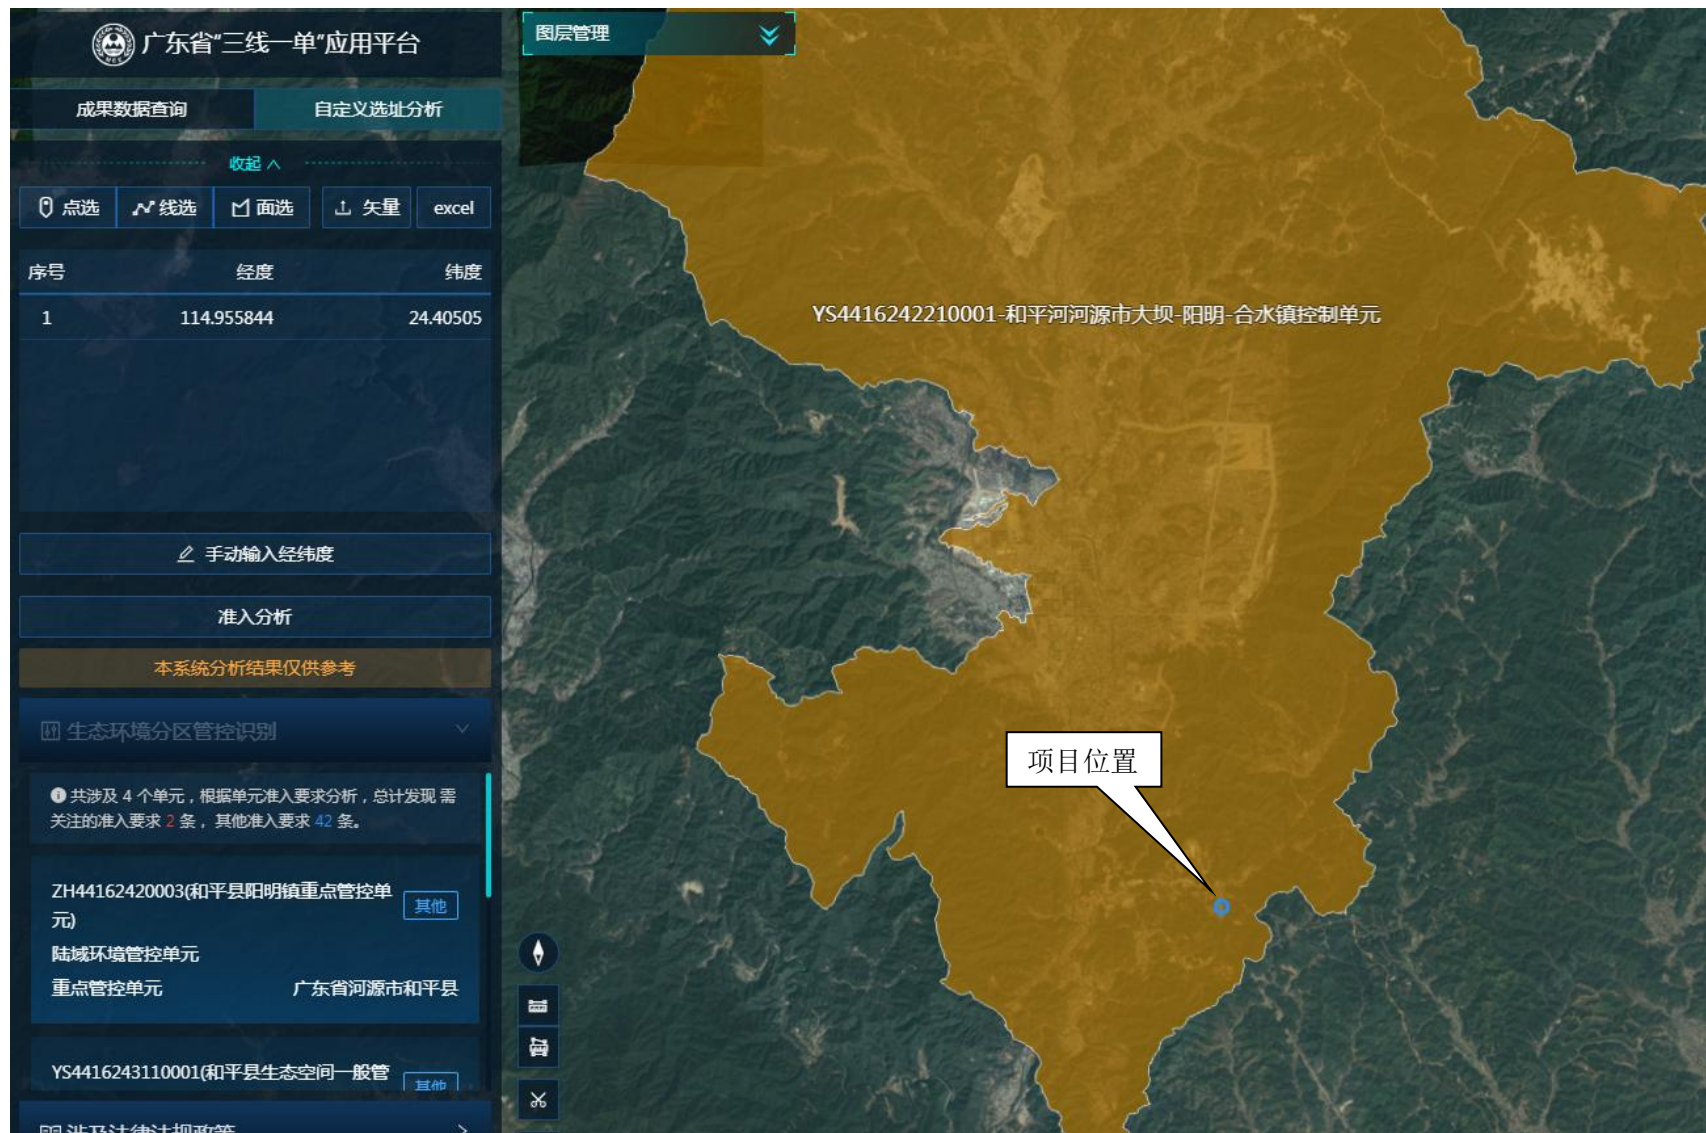 广东省"三线一单"应用平台
成果数据查询
自定义选址分析
收起
点选
线选
面选
矢量
excel
序号 经度 纬度
1 114.955844 24.40505
手动输入经纬度
准入分析
本系统分析结果仅供参考
生态环境分区管控识别
共涉及 4 个单元，根据单元准入要求分析，总计发现 需
关注的准入要求 2 条， 其他准入要求 42 条。
ZH44162420003(和平县阳明镇重点管控单
元)
其他
陆域环境管控单元
重点管控单元 广东省河源市和平县
YS4416243110001(和平县生态空间一般管
其他
涉及法律法规政策
图层管理
YS4416242210001-和平河河源市大坝-阳明-合水镇控制单元
项目位置